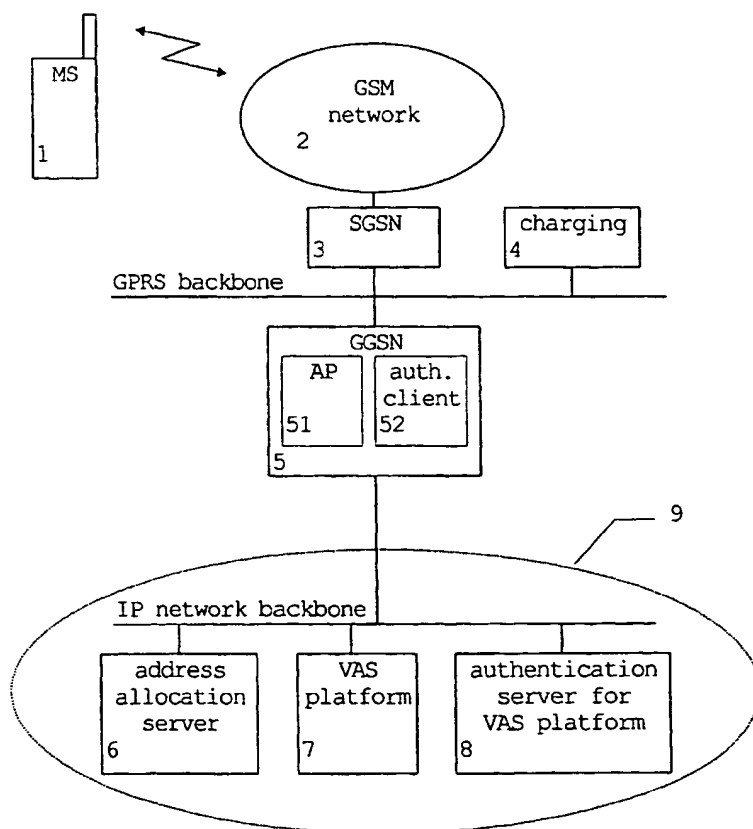 MS
1
GSM
network
2
SGSN
3
charging
4
GPRS backbone
GGSN
AP
51
auth.
client
52
5
9
IP network backbone
address
allocation
server
6
VAS
platform
7
authentication
server for
VAS platform
8